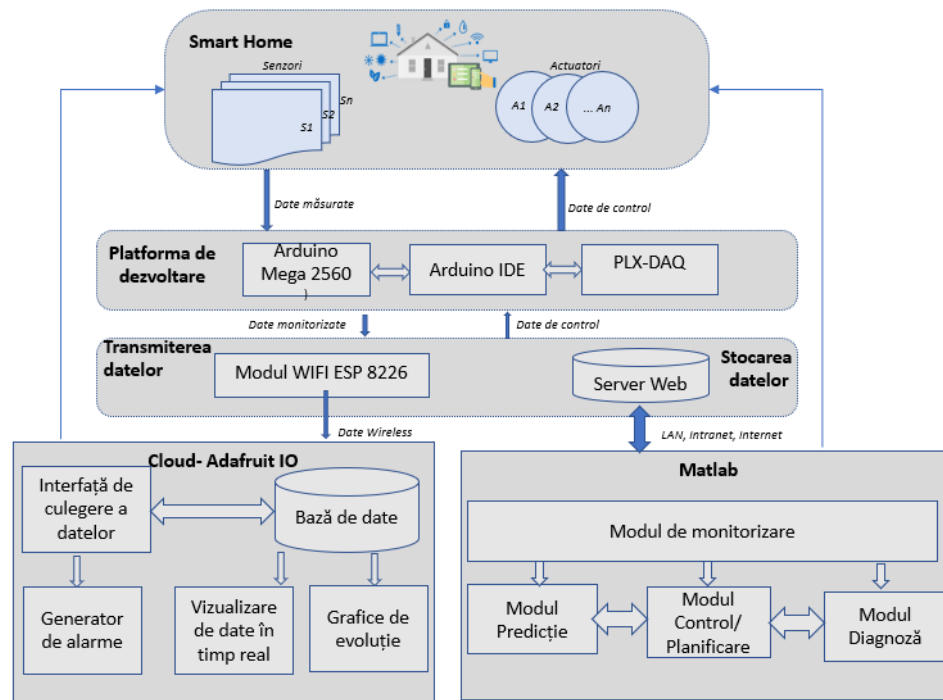 Smart Home
Senzori
Actuatori
Sn
S2
S1
A1
A2
... An
Date măsurate
Date de control
Platforma de
dezvoltare
Arduino
Mega 2560
)
Arduino IDE
PLX-DAQ
Date monitorizate
Date de control
Transmiterea
datelor
Modul WIFI ESP 8226
Server Web
Stocarea
datelor
Date Wireless
LAN, Intranet, Internet
Cloud- Adafruit IO
Interfață de
culegere a
datelor
Bază de date
Generator
de alarme
Vizualizare
de date în
timp real
Grafice de
evoluție
Matlab
Modul de monitorizare
Modul
Predicție
Modul
Control/
Planificare
Modul
Diagnoză